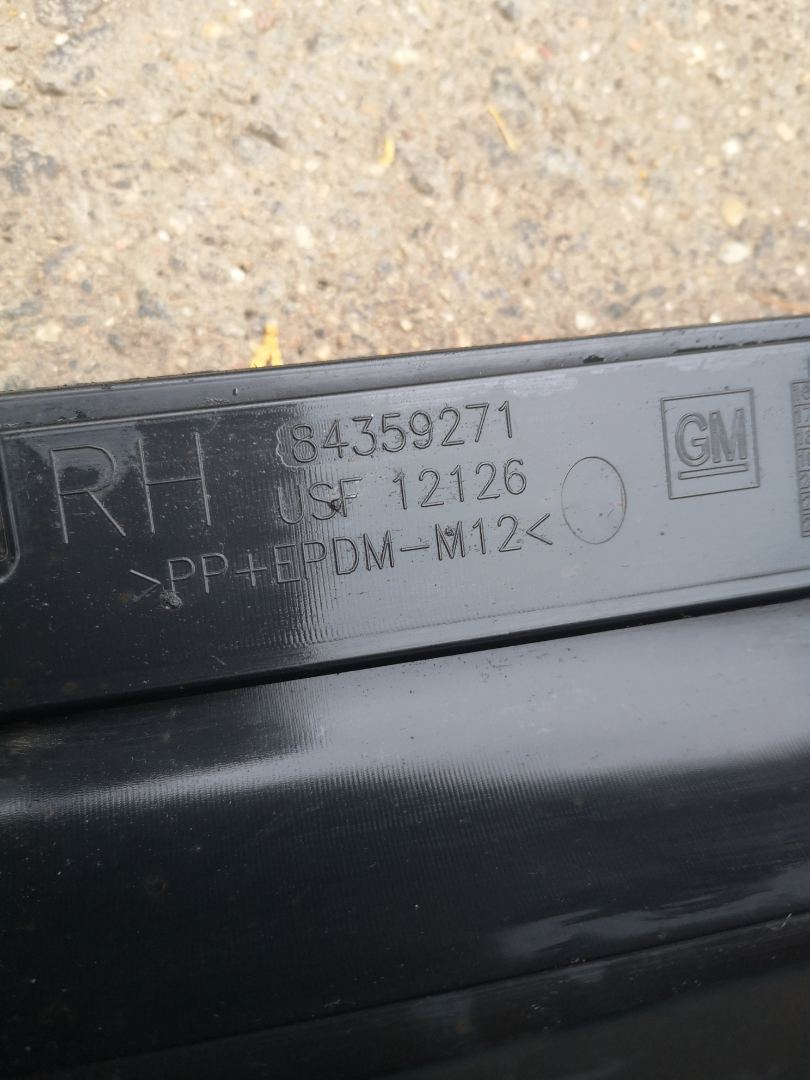 RH
84359271
USF 12126
>PP+EPDM-M12<
GM